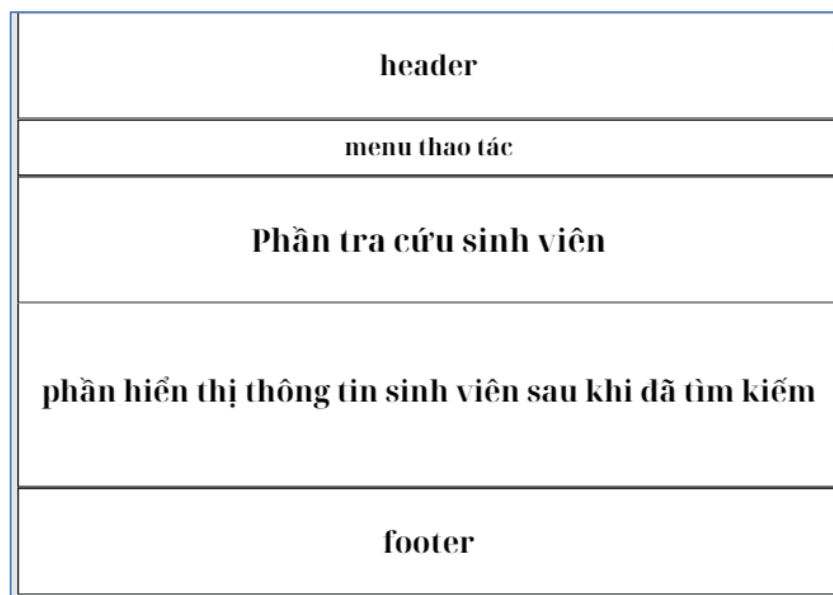 header
menu thao tác
Phần tra cứu sinh viên
phần hiển thị thông tin sinh viên sau khi đã tìm kiếm
footer